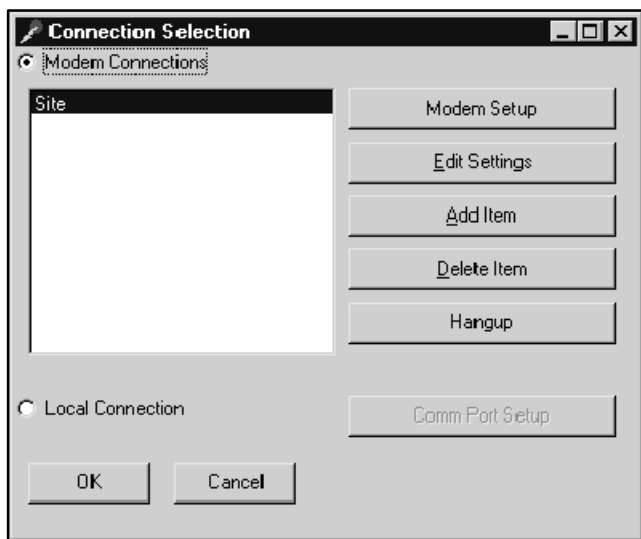 Connection Selection
Modem Connections
Site
Modem Setup
Edit Settings
Add Item
Delete Item
Hangup
Local Connection
Comm Port Setup
OK
Cancel